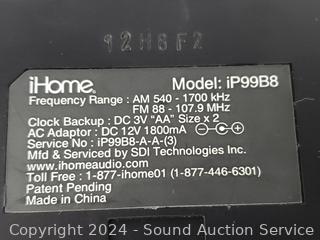 12H6F2
iHome®
Model: iP99B8
Frequency Range : AM 540 - 1700 kHz
FM 88 - 107.9 MHz
Clock Backup : DC 3V "AA" Size x 2
AC Adaptor : DC 12V 1800mA
Service No : iP99B8-A-A-(3)
Mfd & Serviced by SDI Technologies Inc.
www.ihomeaudio.com
Toll Free : 1-877-ihome01 (1-877-446-6301)
Patent Pending
Made in China
Copyright 2024 - Sound Auction Service